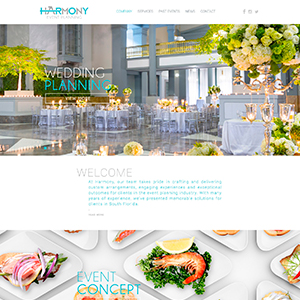 HARMONY
EVENT PLANNING
COMPANY SERVICES PAST EVENTS NEWS CONTACT
WEDDING
PLANNING
WELCOME
At Harmony, our team takes pride in crafting and delivering
custom arrangements, engaging experiences and exceptional
outcomes for clients in the event planning industry. With many
years of experience, we've presented memorable solutions for
clients in South Florida.
EVENT
CONCEPT